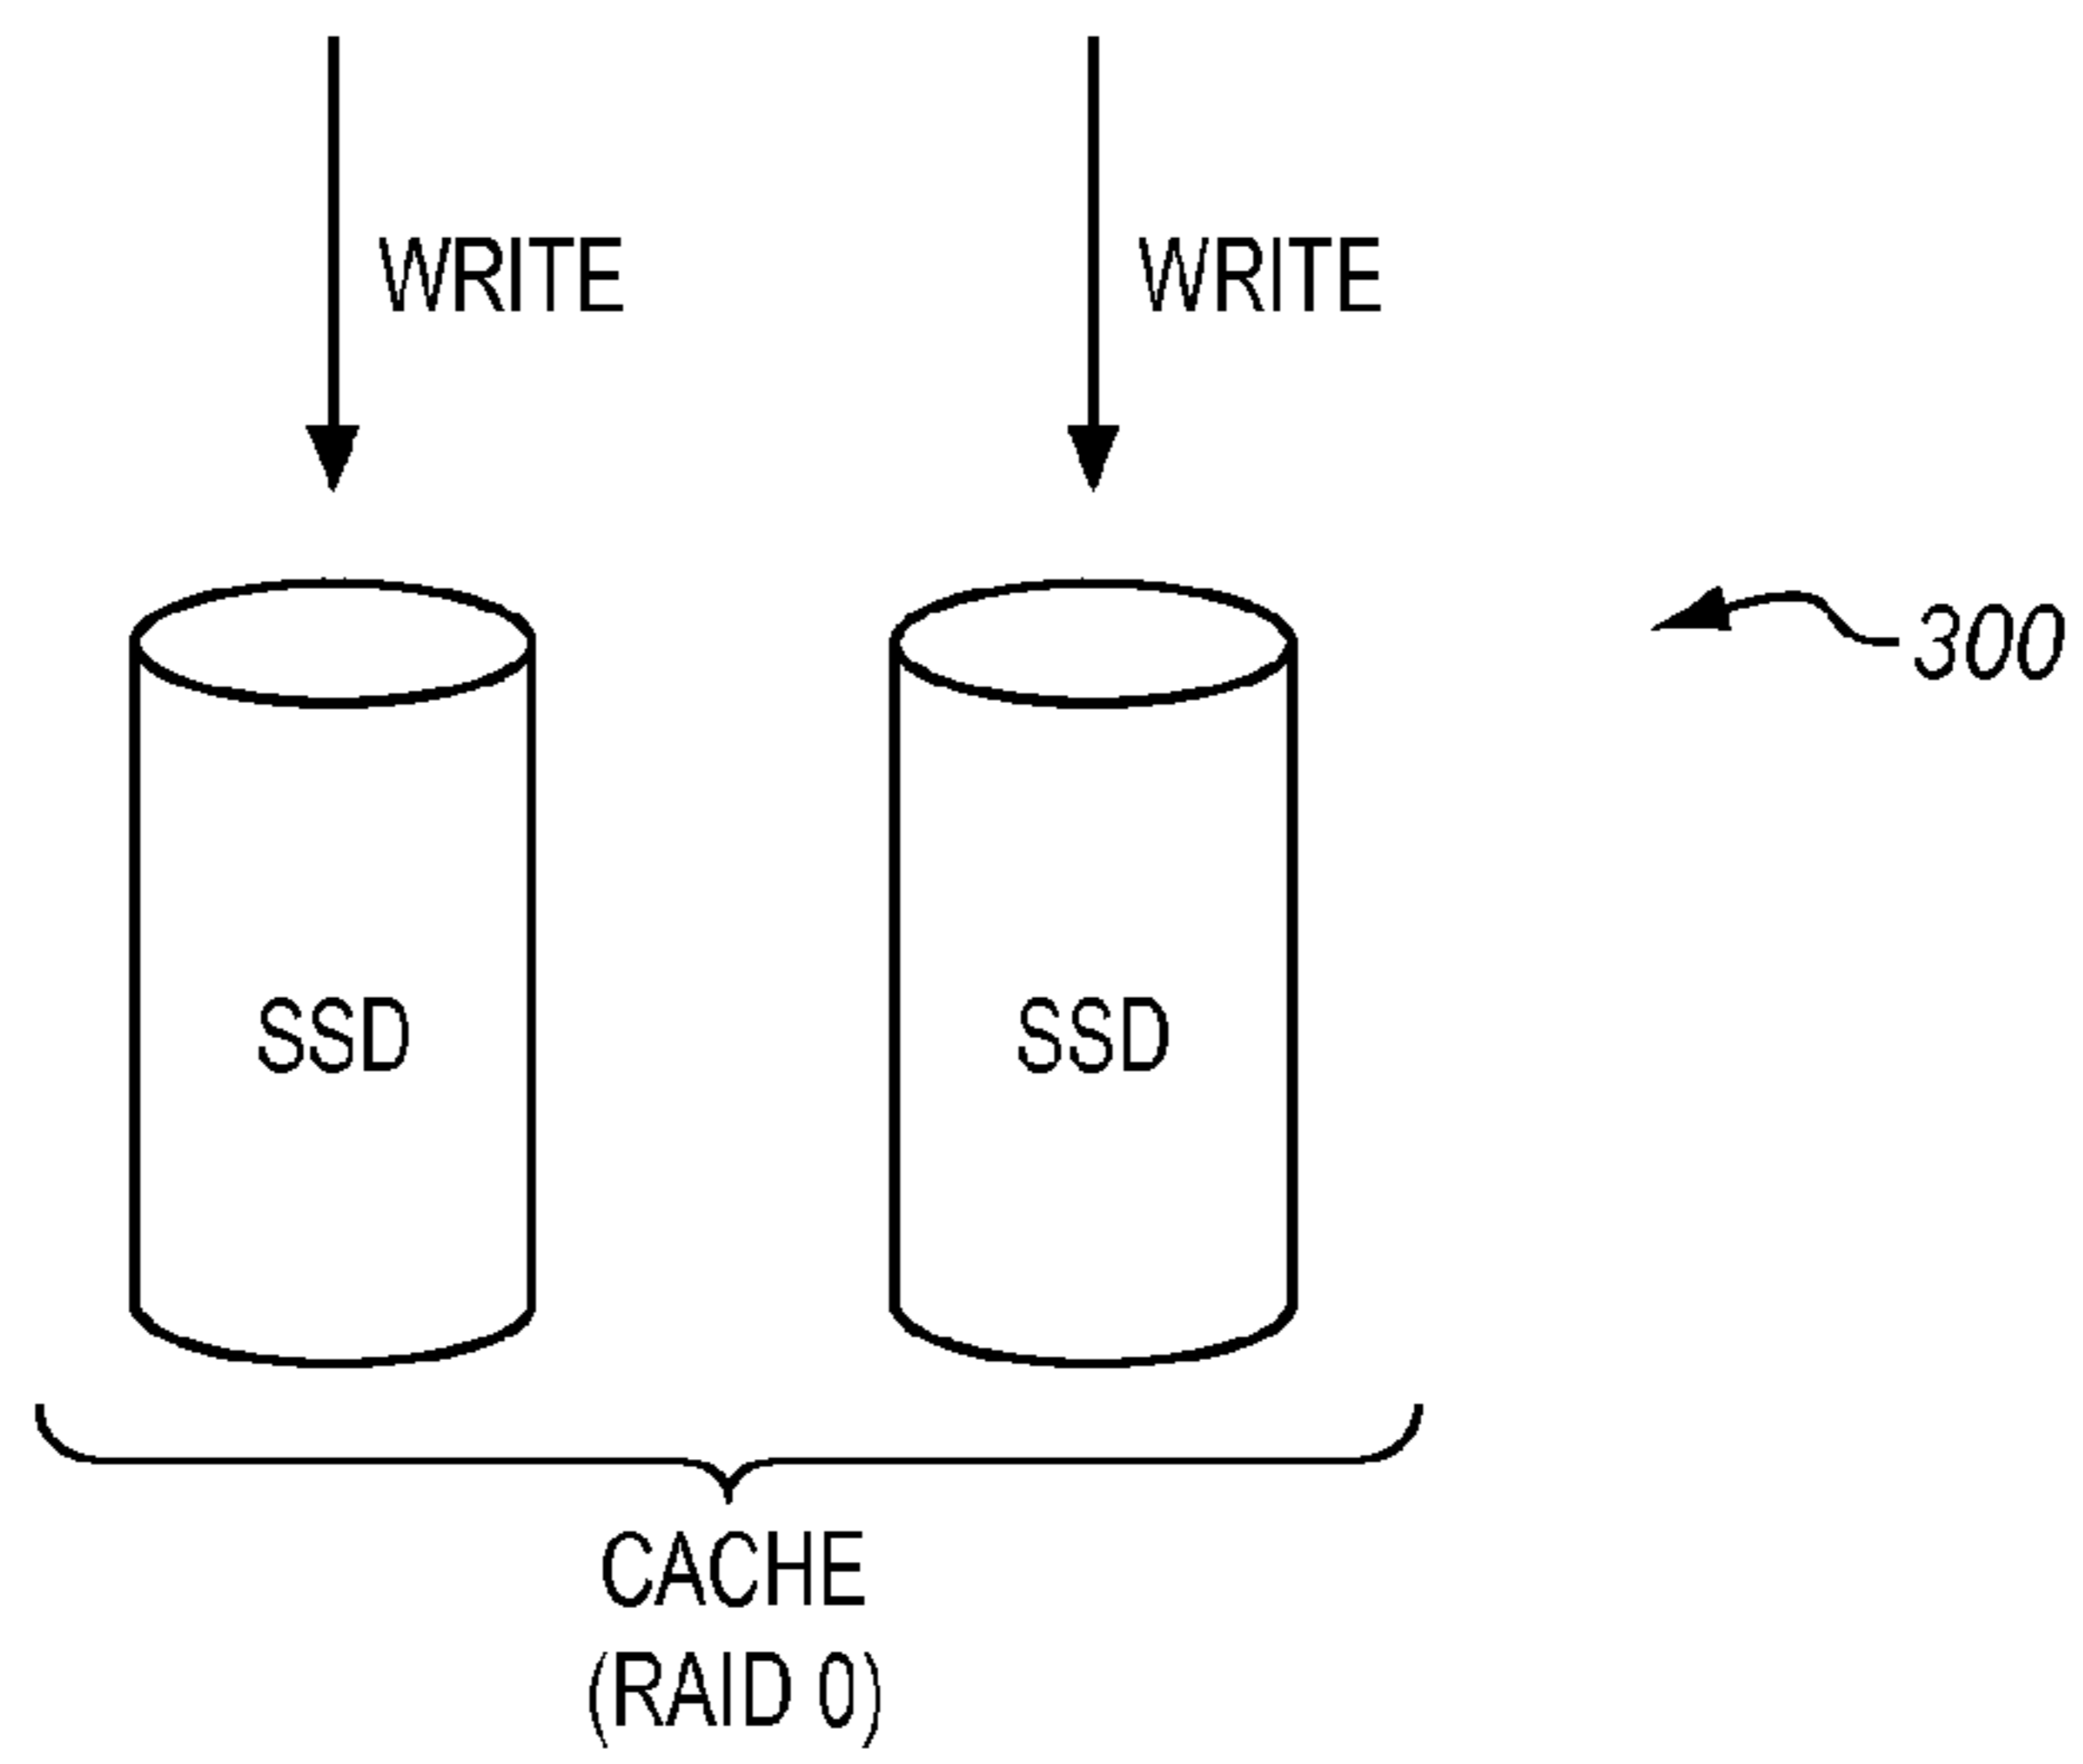 WRITE
WRITE
300
SSD
SSD
CACHE
(RAID 0)